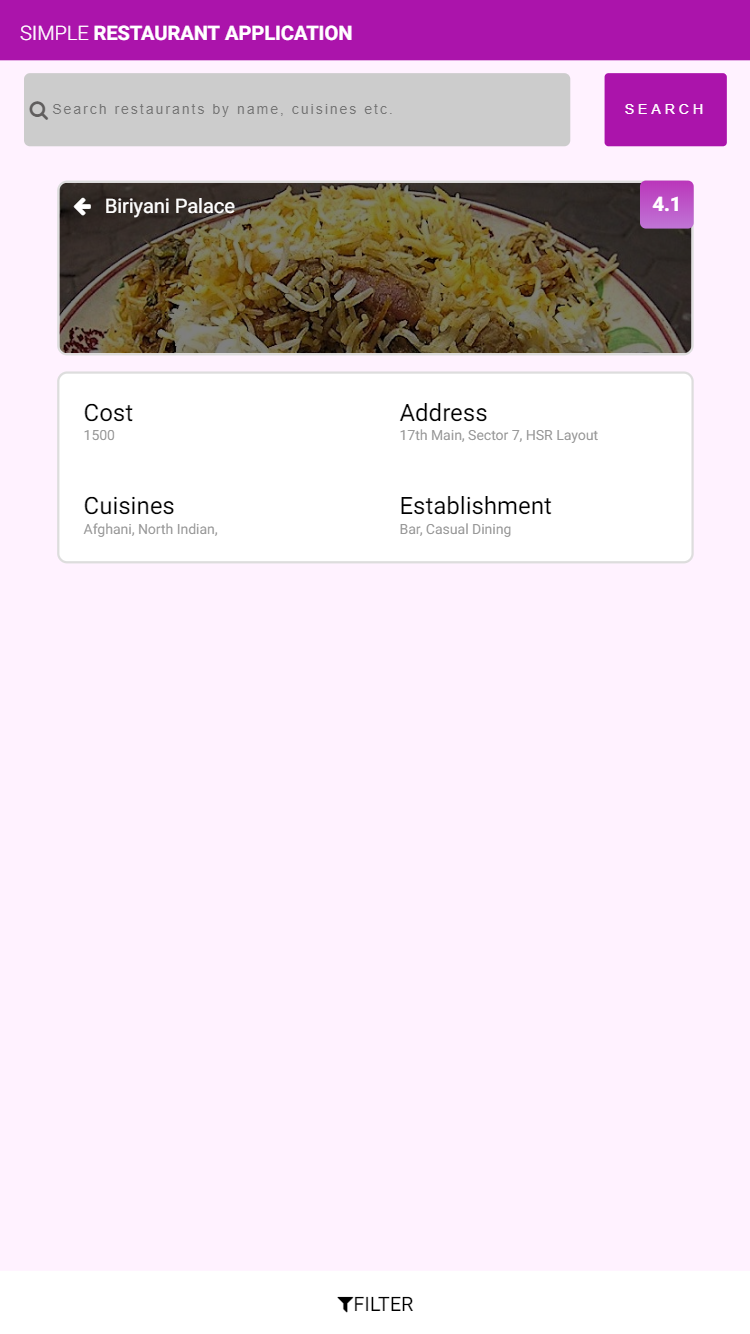 SIMPLE RESTAURANT APPLICATION
Search restaurants by name, cuisines etc.
SEARCH
Biriyani Palace
4.1
Cost
1500
Address
17th Main, Sector 7, HSR Layout
Cuisines
Afghani, North Indian,
Establishment
Bar, Casual Dining
FILTER